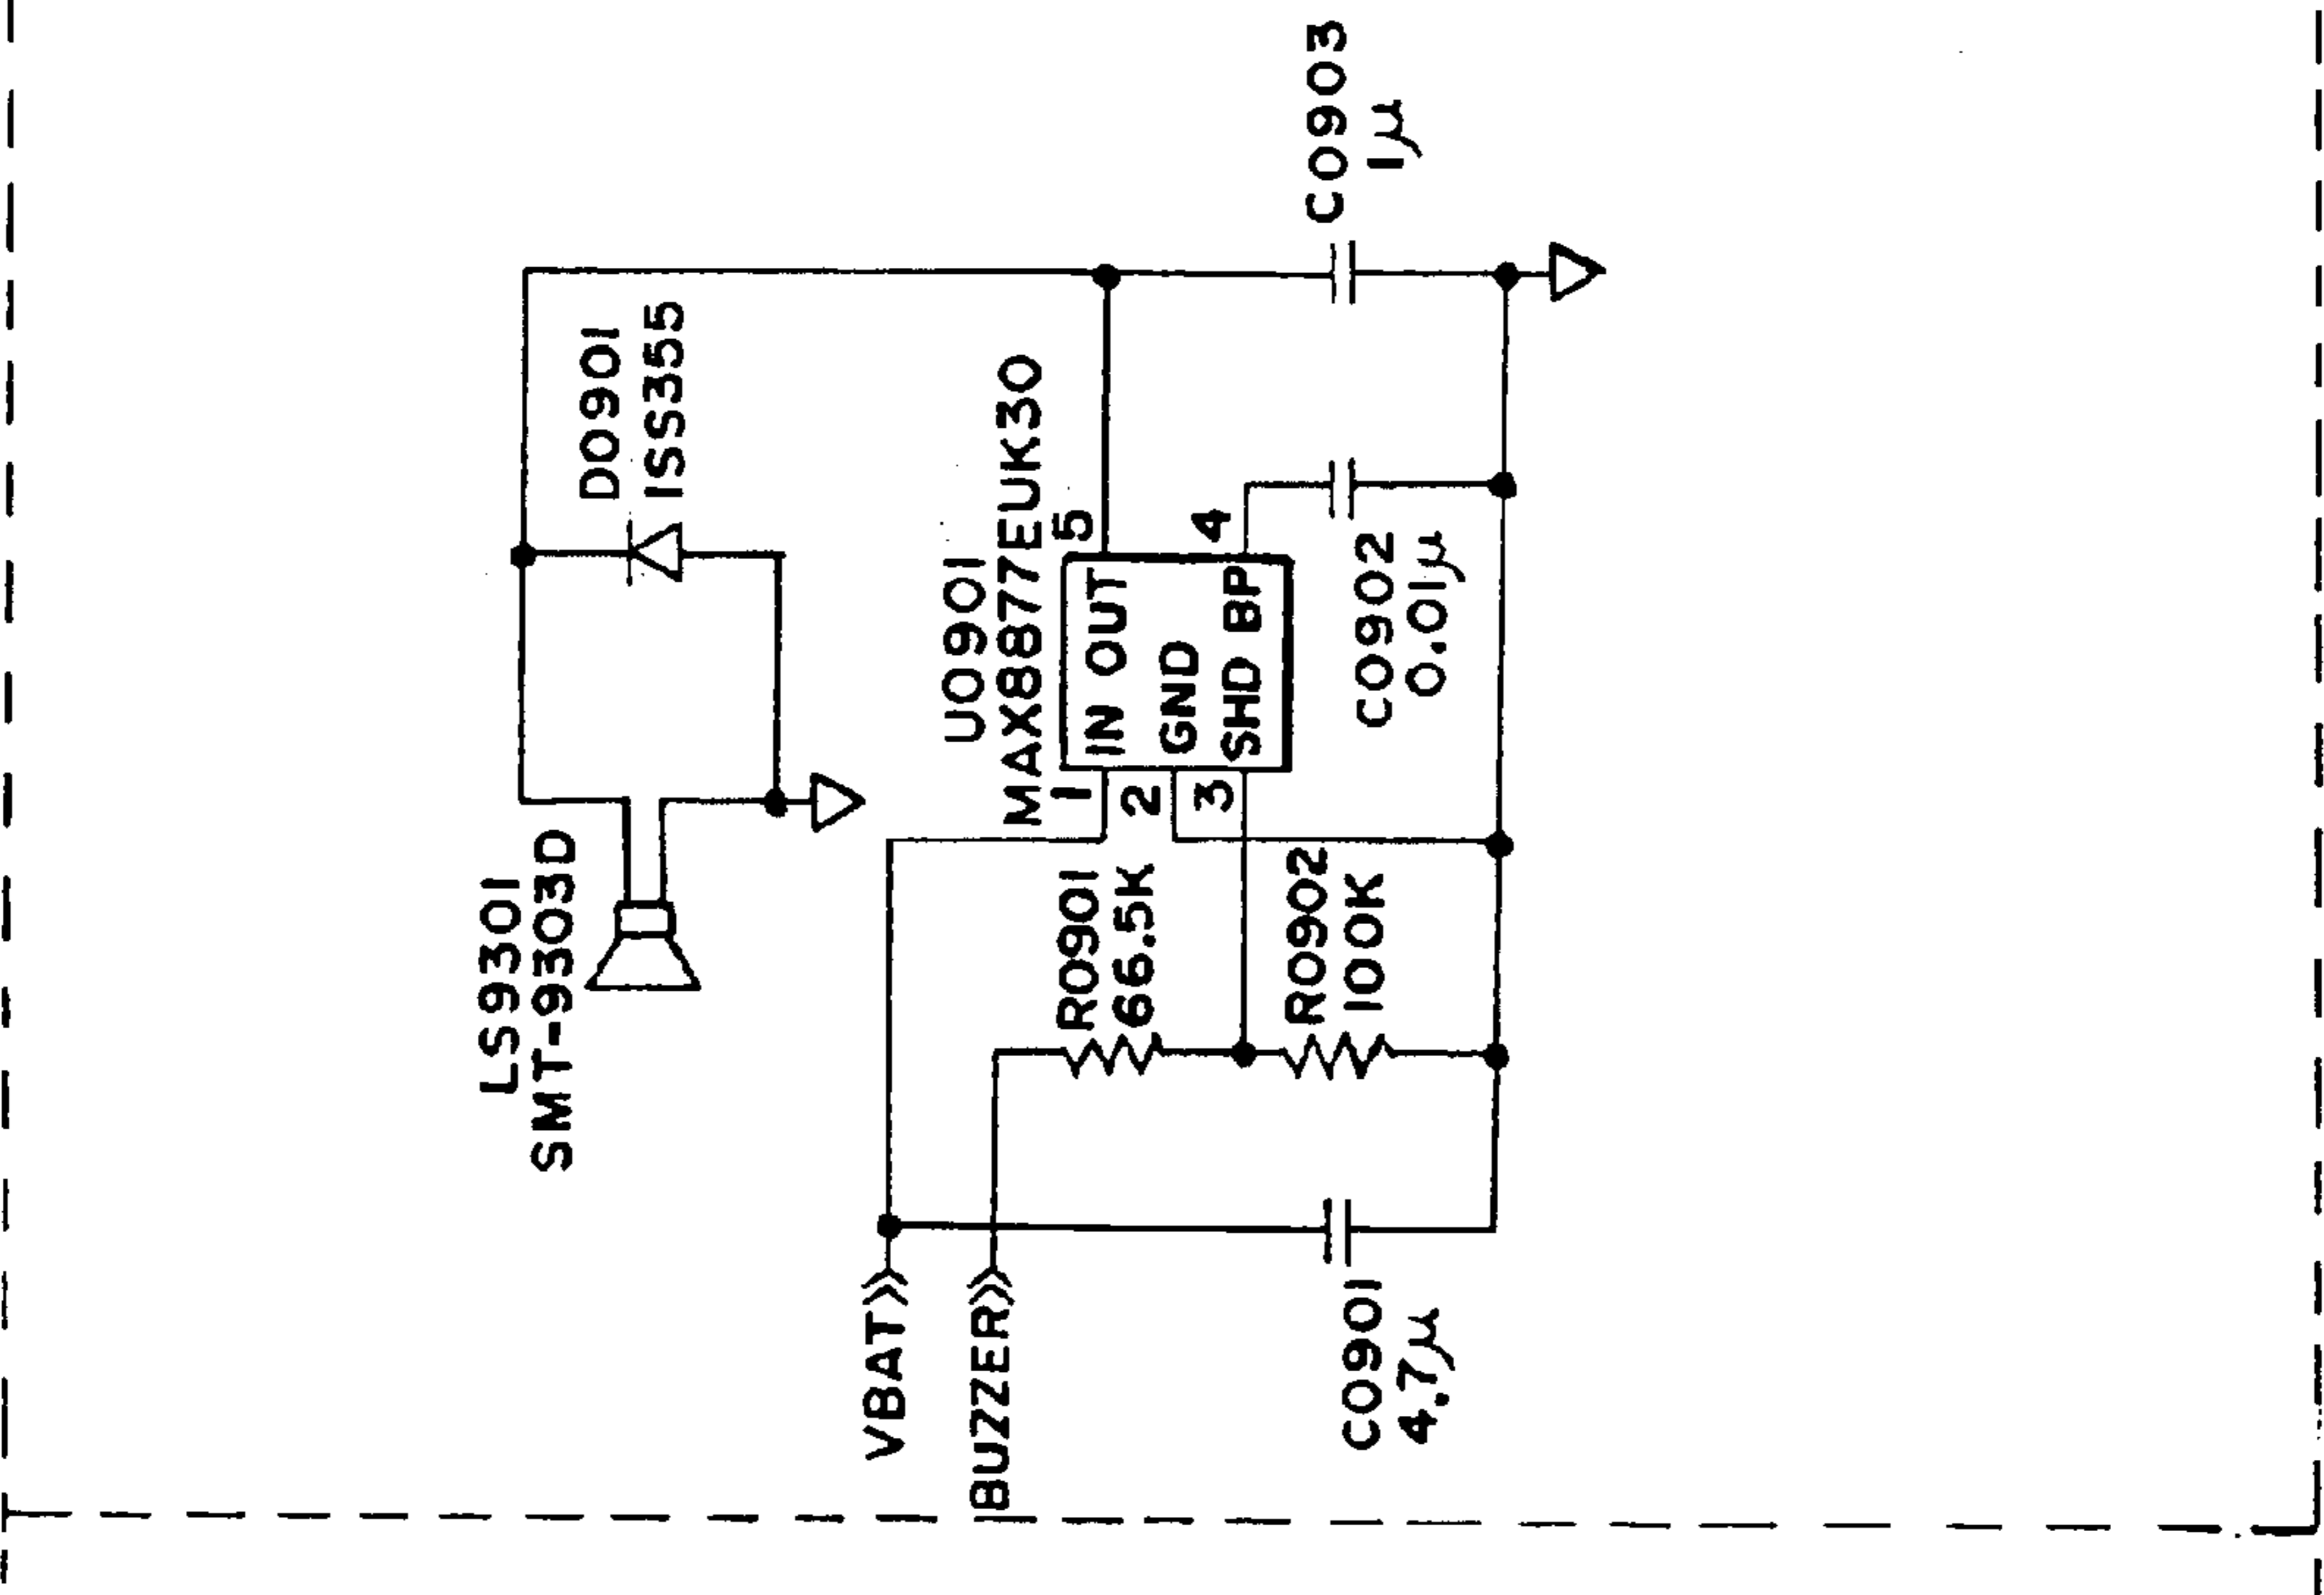 LS9301
SMT-9303D
D0901
1SS355
U0901
MAX8877EUK30
1
IN OUT
5
2
GND
3
SHD BP
4
VBAT
BUZZER
R0901
66.5K
R0902
100K
C0901
4.7μ
C0902
0.01μ
C0903
1μ